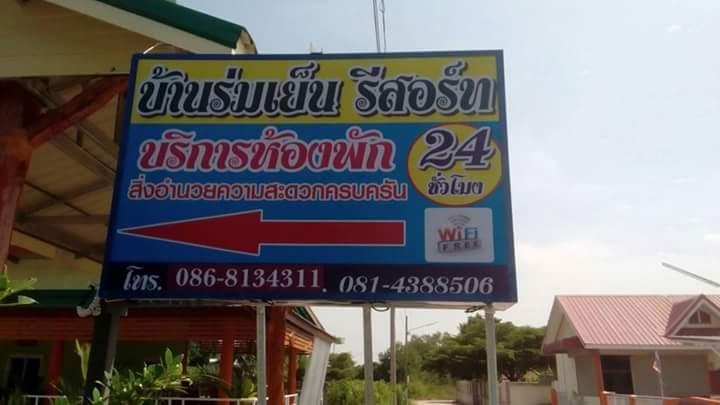 บ้านร่มเย็น รีสอร์ท
บริการห้องพัก
24
ชั่วโมง
สิ่งอำนวยความสะดวกครบครัน
WiFi
FREE
โทร. 086-8134311. 081-4388506